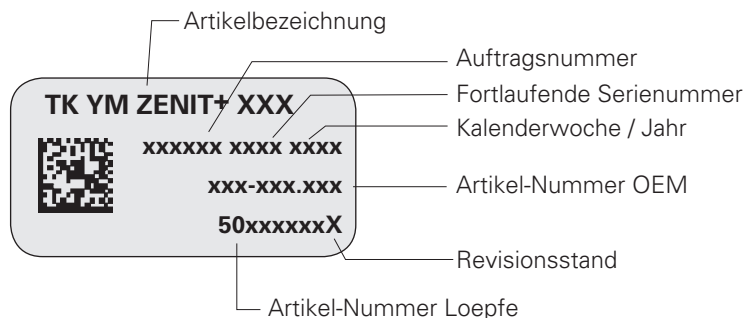 Artikelbezeichnung
Auftragsnummer
Fortlaufende Serienummer
Kalenderwoche / Jahr
TK YM ZENIT+ XXX
xxxxxx xxxx xxxx
xxx-xxx.xxx
Artikel-Nummer OEM
50xxxxxxX
Revisionsstand
Artikel-Nummer Loepfe